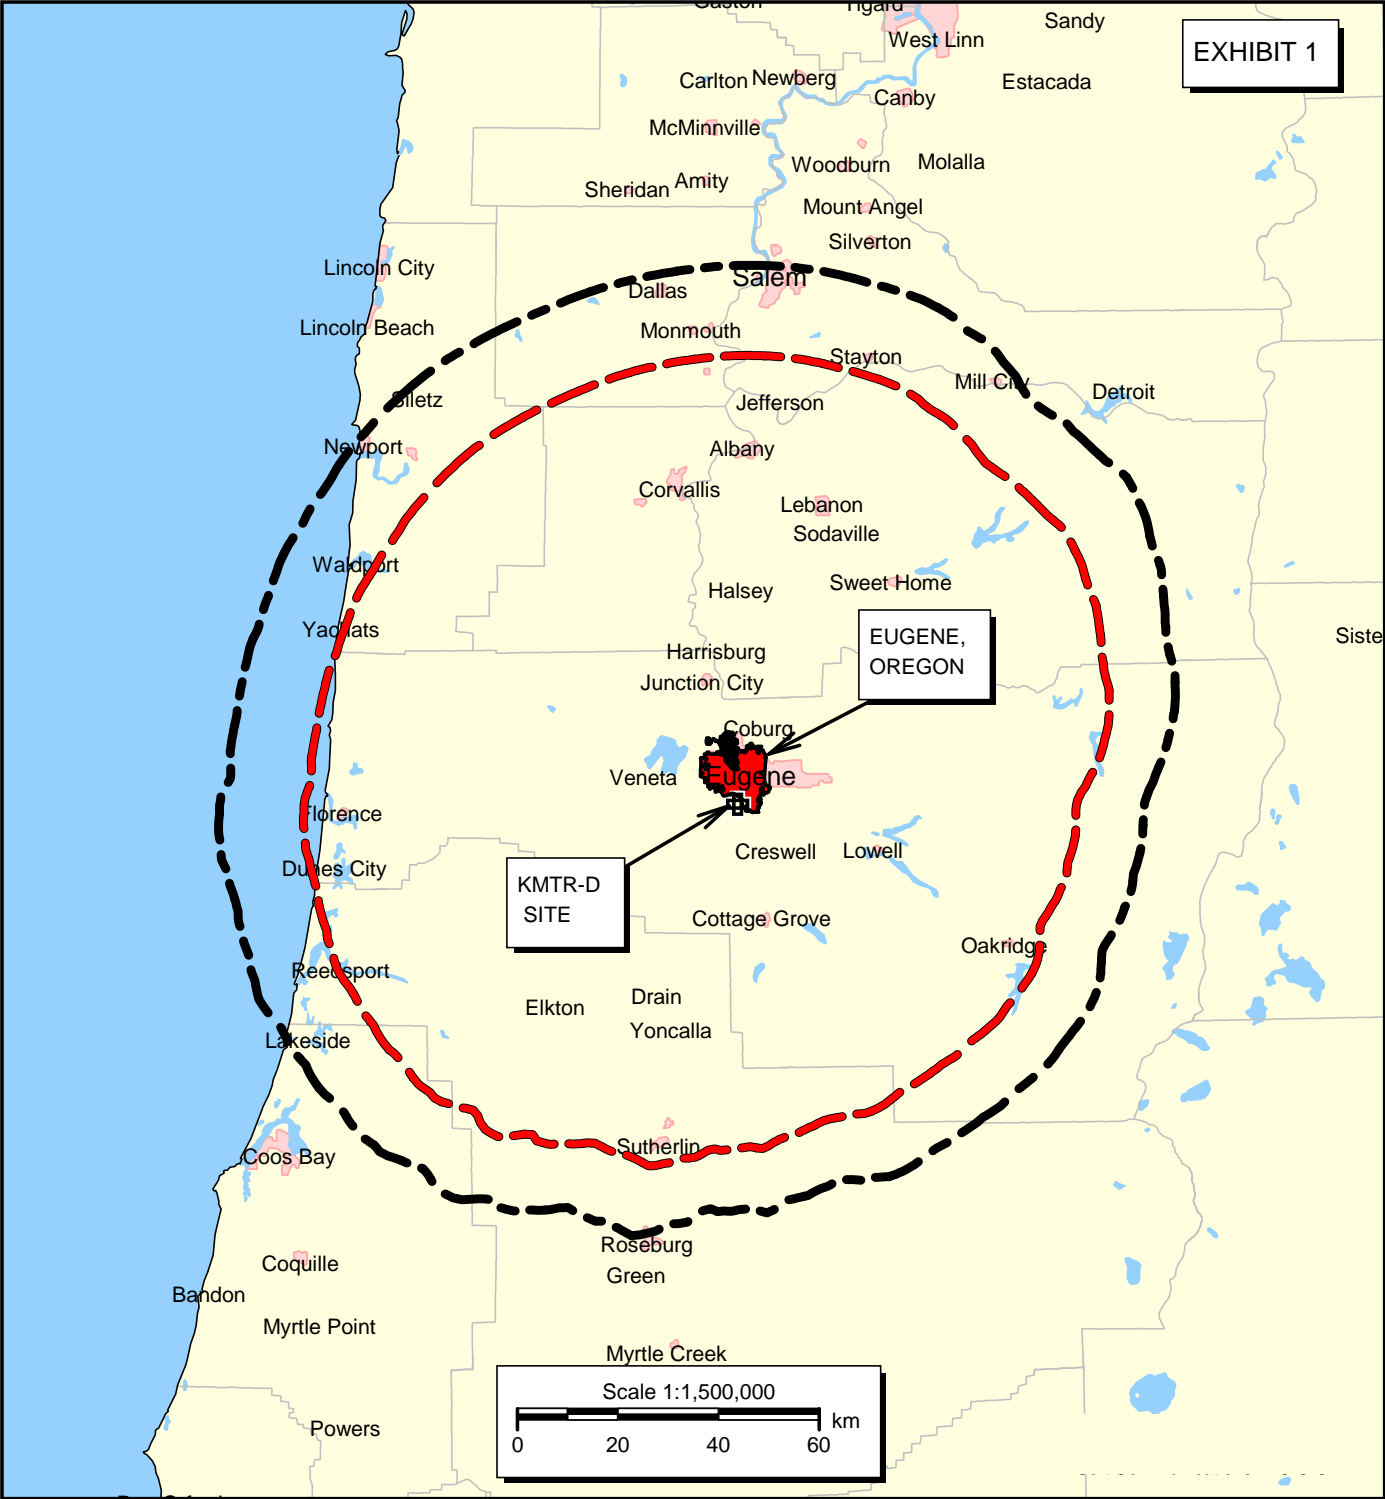 Sandy
West Linn
EXHIBIT 1
Carlton
Newberg
Estacada
Canby
McMinnville
Woodburn
Molalla
Sheridan
Amity
Mount Angel
Silverton
Lincoln City
Salem
Dallas
Lincoln Beach
Monmouth
Stayton
Mill City
Detroit
Siletz
Jefferson
Newport
Albany
Corvallis
Lebanon
Sodaville
Waldport
Halsey
Sweet Home
Yachats
EUGENE,
OREGON
Siste
Harrisburg
Junction City
Coburg
Veneta
Eugene
Florence
Creswell
Lowell
Dunes City
KMTR-D
SITE
Cottage Grove
Oakridge
Reedsport
Elkton
Drain
Yoncalla
Lakeside
Sutherlin
Coos Bay
Roseburg
Green
Coquille
Bandon
Myrtle Point
Myrtle Creek
Scale 1:1,500,000
km
0 20 40 60
Powers